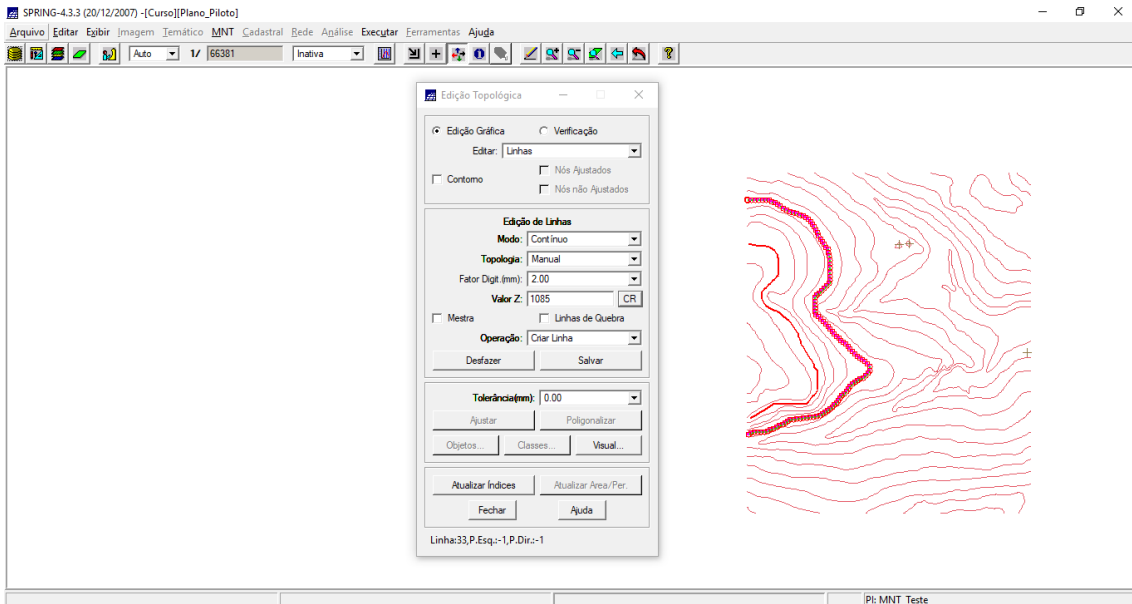 SPRING-4.3.3 (20/12/2007) -[Curso][Plano_Piloto]
Arquivo Editar Exibir Imagem Temático MNT Cadastral Rede Análise Executar Ferramentas Ajuda
Auto 1/ 66381 Inativa
Edição Topológica
Edição Gráfica Verificação
Editar: Linhas
Contorno
Nós Ajustados
Nós não Ajustados
Edição de Linhas
Modo: Contínuo
Topologia: Manual
Fator Digit.(mm): 2.00
Valor Z: 1085 CR
Mestra Linhas de Quebra
Operação: Criar Linha
Desfazer Salvar
Tolerância(mm): 0.00
Ajustar Poligonalizar
Objetos... Classes... Visual...
Atualizar Índices Atualizar Area/Per.
Fechar Ajuda
Linha:33,P.Esq.:-1,P.Dir.:-1
PI: MNT_Teste